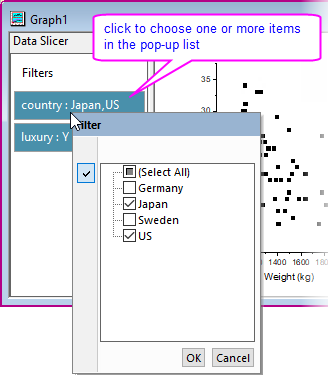 Graph1
click to choose one or more items
in the pop-up list
Data Slicer
Filters
country : Japan,US
luxury : Y
ilter
(Select All)
Germany
Japan
Sweden
US
OK
Cancel
35
30
1400 1600 180
Weight (kg)